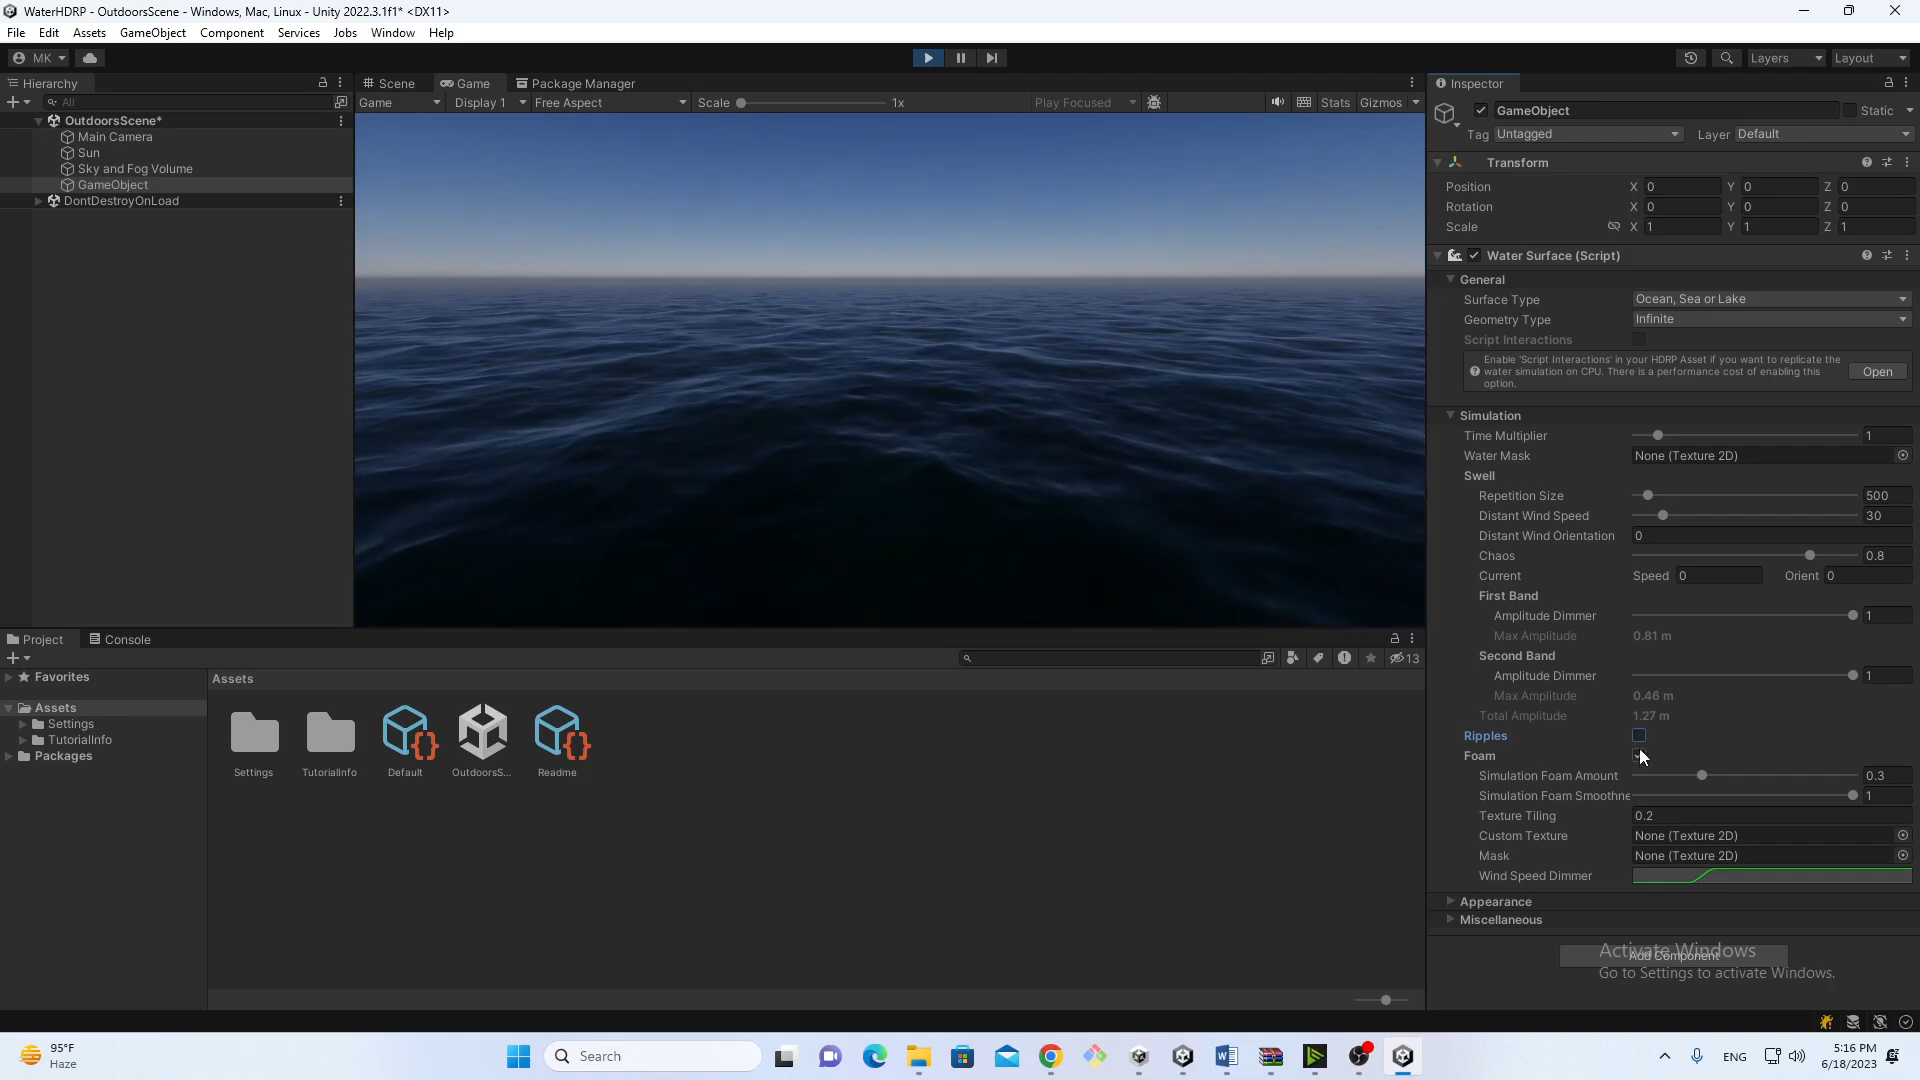 WaterHDRP - OutdoorsScene - Windows, Mac, Linux - Unity 2022.3.1f1* <DX11>
File Edit Assets GameObject Component Services Jobs Window Help
MK
Layers Layout
Hierarchy
Scene Game Package Manager
Inspector
All
Game Display 1 Free Aspect Scale 1x Play Focused Stats Gizmos
OutdoorsScene*
Main Camera
Sun
Sky and Fog Volume
GameObject
DontDestroyOnLoad
GameObject Static
Tag Untagged Layer Default
Transform
Position X 0 Y 0 Z 0
Rotation X 0 Y 0 Z 0
Scale X 1 Y 1 Z 1
Water Surface (Script)
General
Surface Type Ocean, Sea or Lake
Geometry Type Infinite
Script Interactions
Enable 'Script Interactions' in your HDRP Asset if you want to replicate the
water simulation on CPU. There is a performance cost of enabling this
option.
Open
Simulation
Time Multiplier 1
Water Mask None (Texture 2D)
Swell
Repetition Size 500
Distant Wind Speed 30
Distant Wind Orientation 0
Chaos 0.8
Current Speed 0 Orient 0
First Band
Amplitude Dimmer 1
Max Amplitude 0.81 m
Second Band
Amplitude Dimmer 1
Max Amplitude 0.46 m
Total Amplitude 1.27 m
Ripples
Foam
Simulation Foam Amount 0.3
Simulation Foam Smoothne 1
Texture Tiling 0.2
Custom Texture None (Texture 2D)
Mask None (Texture 2D)
Wind Speed Dimmer
Appearance
Miscellaneous
Add Component
Activate Windows
Go to Settings to activate Windows.
Project Console
13
Favorites
Assets
Settings
TutorialInfo
Packages
Assets
Settings TutorialInfo Default OutdoorsS... Readme
95°F
Haze
Search
ENG
5:16 PM
6/18/2023